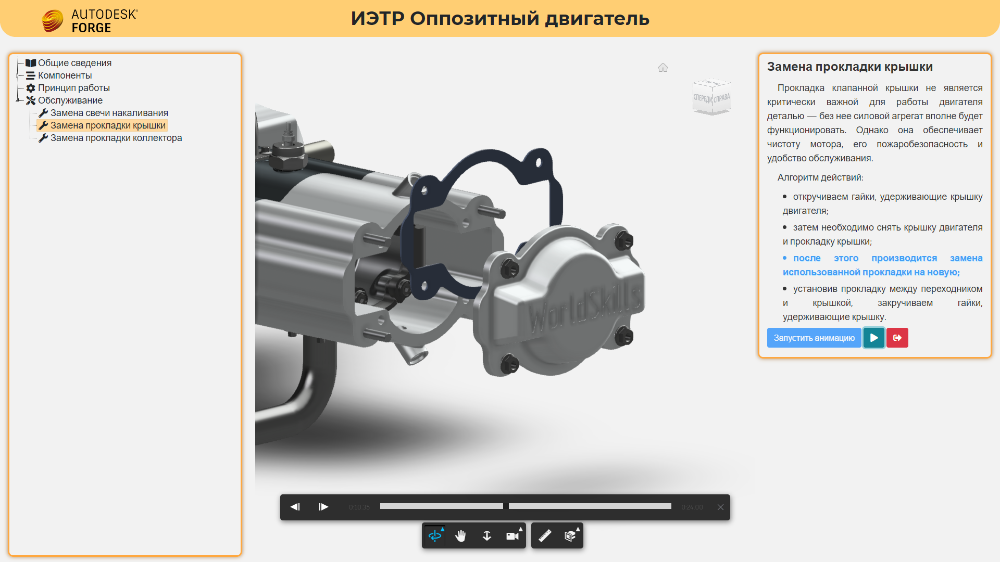 AUTODESK®
FORGE
ИЭТР Оппозитный двигатель
Общие сведения
Компоненты
Принцип работы
Обслуживание
Замена свечи накаливания
Замена прокладки крышки
Замена прокладки коллектора
СПЕРЕДИ
СПРАВА
WorldSkills
0:10.35
0:24.00
Замена прокладки крышки
Прокладка клапанной крышки не является
критически важной для работы двигателя
деталью — без нее силовой агрегат вполне будет
функционировать. Однако она обеспечивает
чистоту мотора, его пожаробезопасность и
удобство обслуживания.
Алгоритм действий:
• откручиваем гайки, удерживающие крышку
двигателя;
• затем необходимо снять крышку двигателя
и прокладку крышки;
• после этого производится замена
использованной прокладки на новую;
• установив прокладку между переходником
и крышкой, закручиваем гайки,
удерживающие крышку.
Запустить анимацию